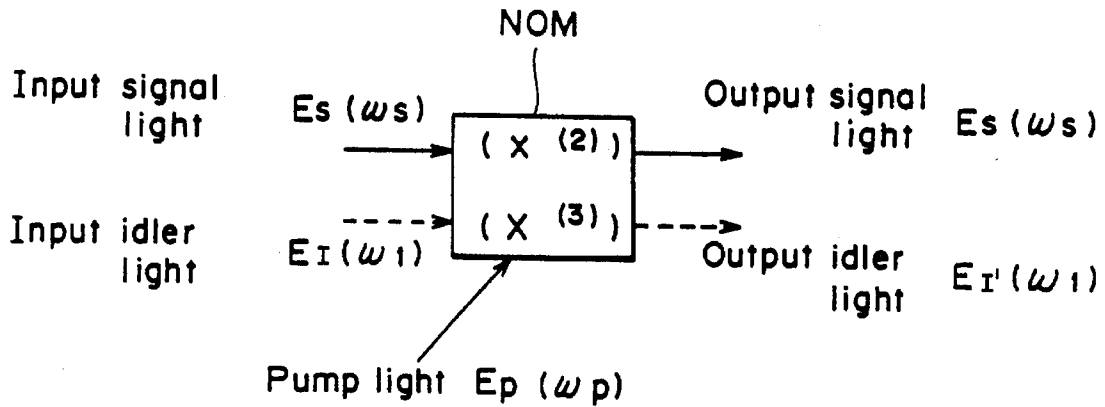 NOM
Input signal
light
Es (ωs)
( X (2) )
Output signal
light
Es (ωs)
Input idler
light
EI (ω1)
( X (3) )
Output idler
light
EI' (ω1)
Pump light Ep (ωp)